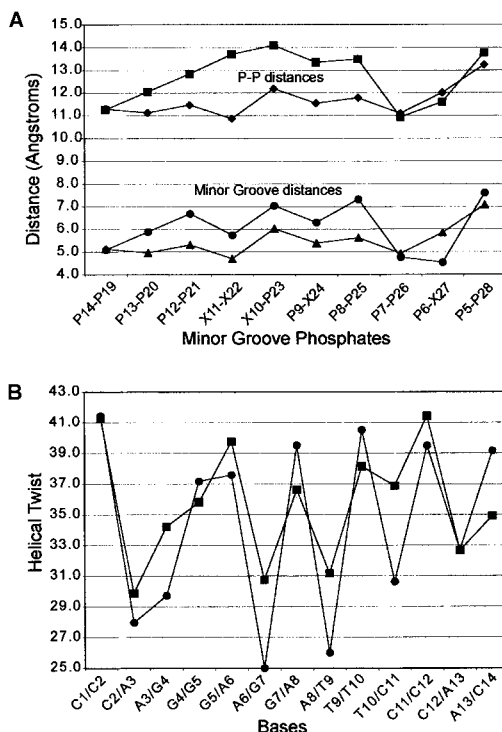 A
Distance (Angstroms)
15.0
14.0
13.0
12.0
11.0
10.0
9.0
8.0
7.0
6.0
5.0
4.0
P-P distances
Minor Groove distances
P14-P19
P13-P20
P12-P21
X11-X22
X10-P23
P9-X24
P8-P25
P7-P26
P6-X27
P5-P28
Minor Groove Phosphates
B
Helical Twist
43.0
41.0
39.0
37.0
35.0
33.0
31.0
29.0
27.0
25.0
C1/C2
C2/A3
A3/G4
G4/G5
G5/A6
A6/G7
G7/A8
A8/T9
T9/T10
T10/C11
C11/C12
C12/A13
A13/C14
Bases